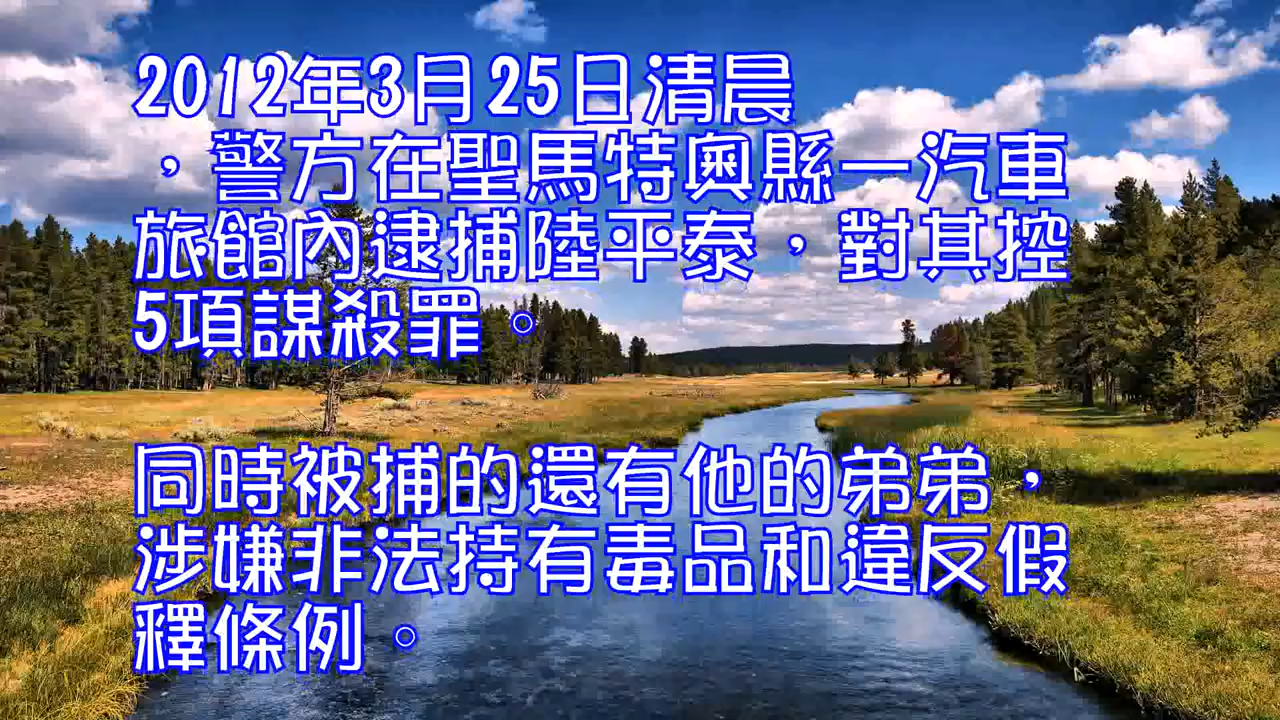 2012年3月25日清晨
，警方在聖馬特奧縣一汽車
旅館內逮捕陸平泰，對其控
5項謀殺罪。
同時被捕的還有他的弟弟，
涉嫌非法持有毒品和違反假
釋條例。